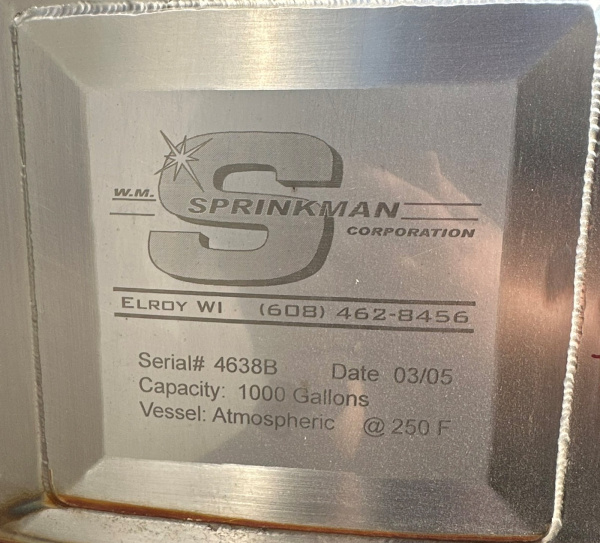 S
W.M. SPRINKMAN
CORPORATION
ELROY WI (608) 462-8456
Serial# 4638B Date 03/05
Capacity: 1000 Gallons
Vessel: Atmospheric @ 250 F